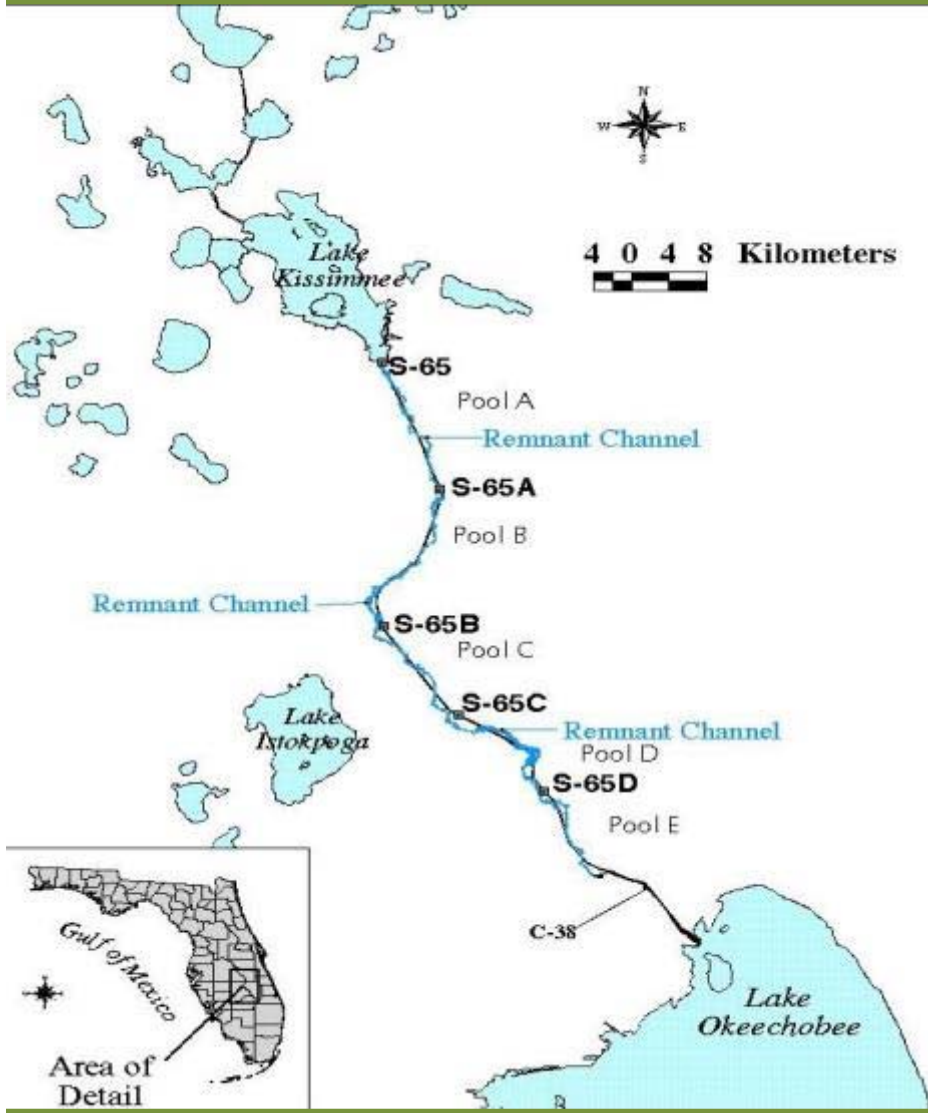 N
W E
S
Lake
Kissimmee
4 0 4 8 Kilometers
S-65
Pool A
Remnant Channel
S-65A
Pool B
Remnant Channel
S-65B
Pool C
S-65C
Lake
Istokpoga
Remnant Channel
Pool D
S-65D
Pool E
C-38
Lake
Okeechobee
Gulf of Mexico
Area of
Detail